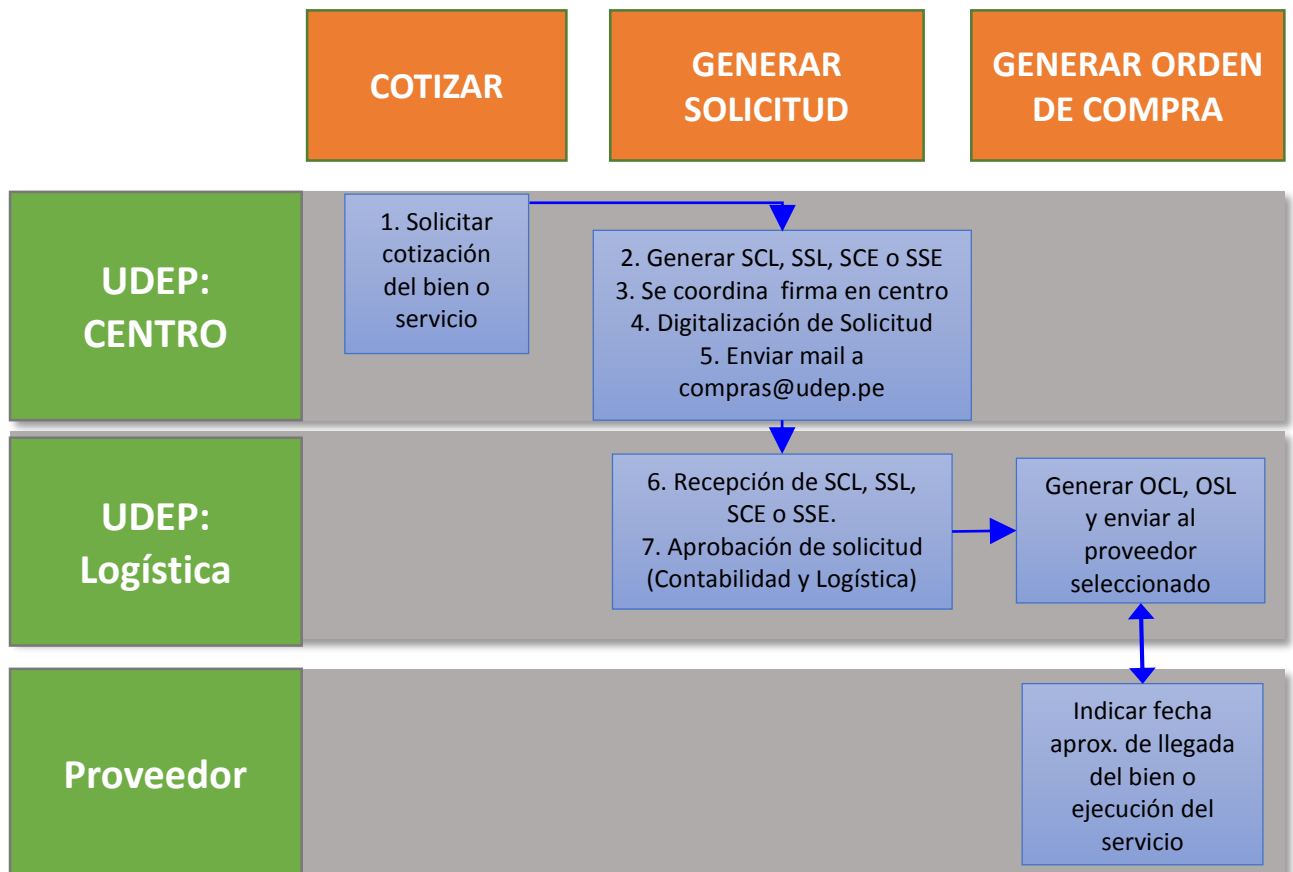 COTIZAR
GENERAR
SOLICITUD
GENERAR ORDEN
DE COMPRA
UDEP:
CENTRO
1. Solicitar
cotización
del bien o
servicio
2. Generar SCL, SSL, SCE o SSE
3. Se coordina firma en centro
4. Digitalización de Solicitud
5. Enviar mail a
compras@udep.pe
UDEP:
Logística
6. Recepción de SCL, SSL,
SCE o SSE.
7. Aprobación de solicitud
(Contabilidad y Logística)
Generar OCL, OSL
y enviar al
proveedor
seleccionado
Proveedor
Indicar fecha
aprox. de llegada
del bien o
ejecución del
servicio